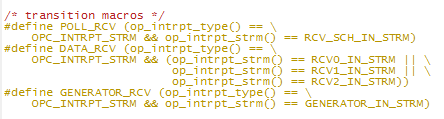 /* transition macros */
#define POLL_RCV (op_intrpt_type() == \
OPC_INTRPT_STRM && op_intrpt_strm() == RCV_SCH_IN_STRM)
#define DATA_RCV (op_intrpt_type() == \
OPC_INTRPT_STRM && (op_intrpt_strm() == RCV0_IN_STRM || \
op_intrpt_strm() == RCV1_IN_STRM || \
op_intrpt_strm() == RCV2_IN_STRM))
#define GENERATOR_RCV (op_intrpt_type() == \
OPC_INTRPT_STRM && op_intrpt_strm() == GENERATOR_IN_STRM)